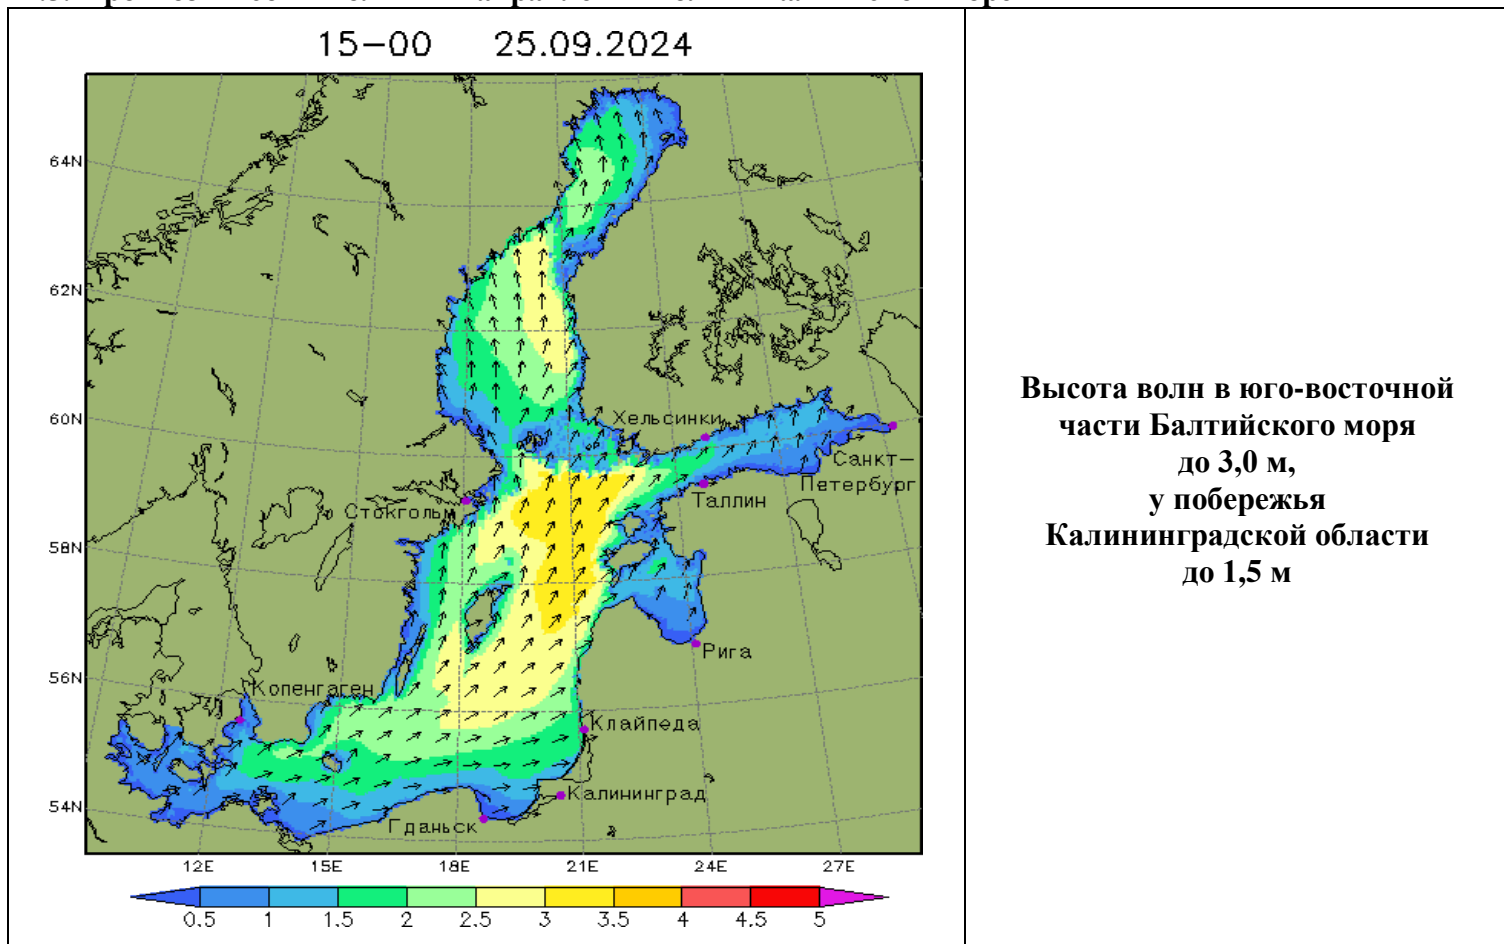 15-00 25.09.2024
64N
62N
60N
58N
56N
54N
Хельсинки
Санкт-
Петербург
Таллин
Стокгольм
Рига
Копенгаген
Клайпеда
Калининград
Гданьск
12E 15E 18E 21E 24E 27E
0.5 1 1.5 2 2.5 3 3.5 4 4.5 5
Высота волн в юго-восточной
части Балтийского моря
до 3,0 м,
у побережья
Калининградской области
до 1,5 м